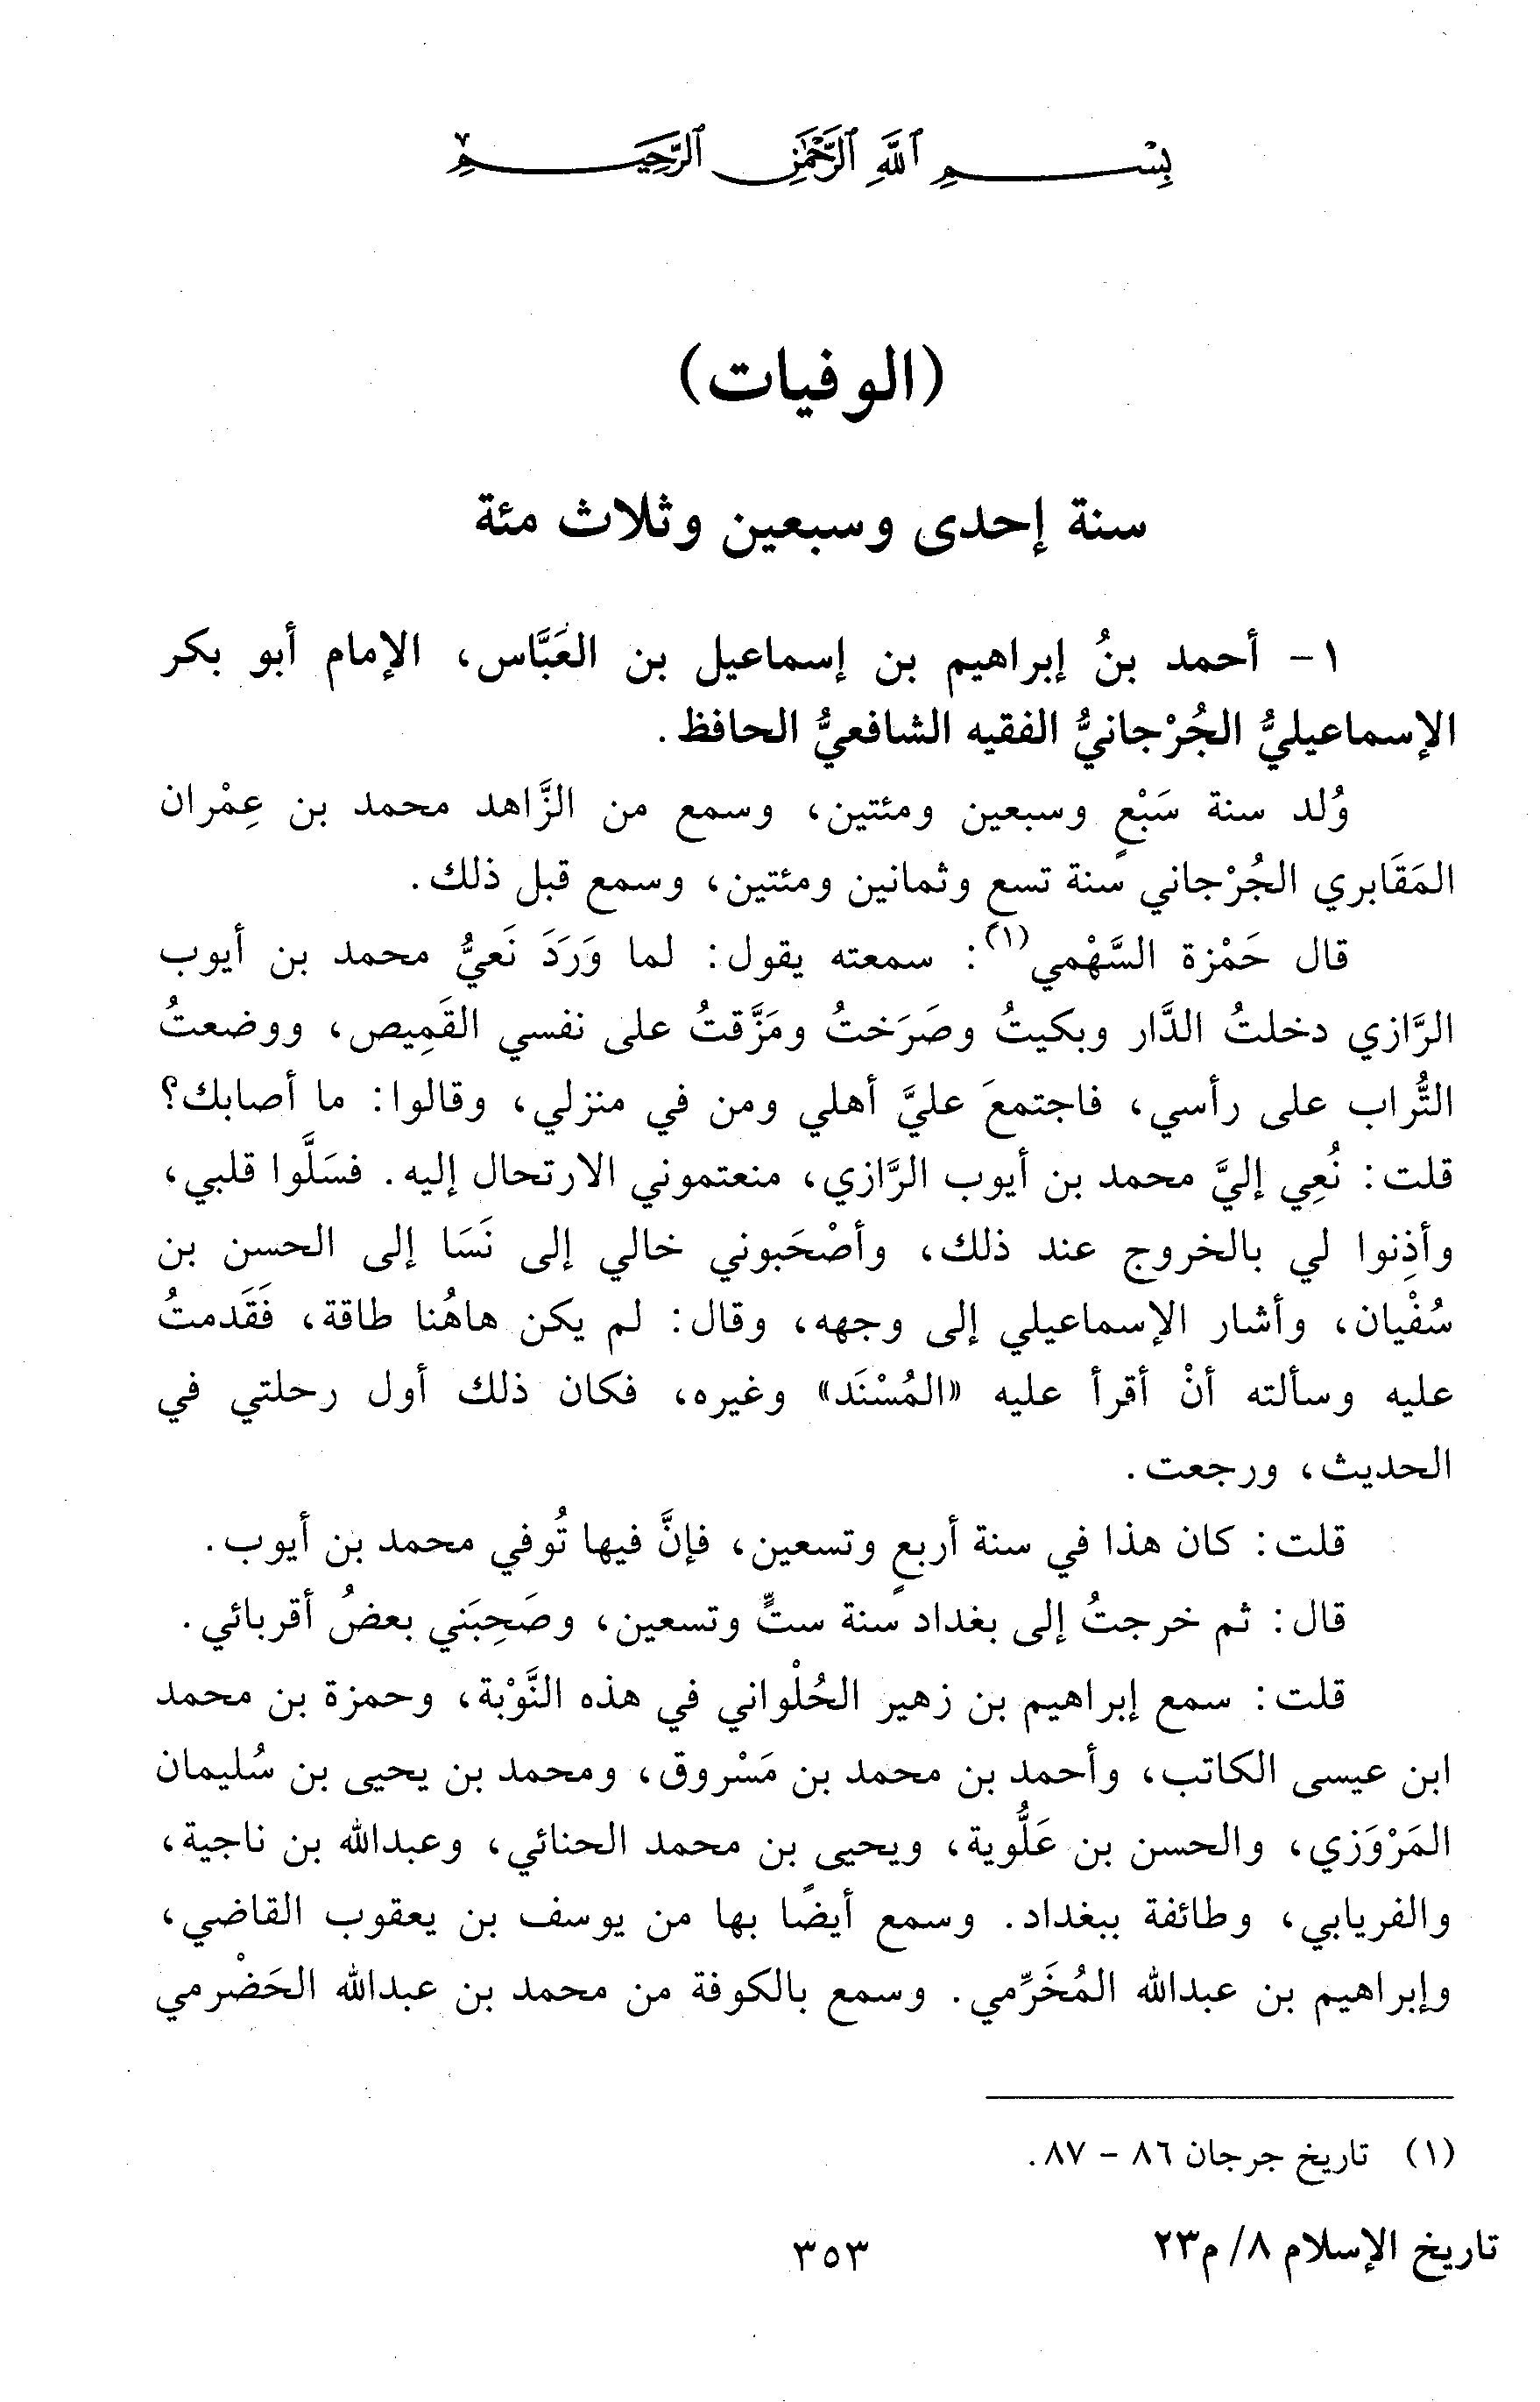 بِسْمِ ٱللَّهِ ٱلرَّحْمَٰنِ ٱلرَّحِيمِ
(الوفيات)
سنة إحدى وسبعين وثلاث مئة
١- أحمد بنُ إبراهيم بن إسماعيل بن العَبَّاس، الإمام أبو بكر
الإسماعيليُّ الجُرْجانيُّ الفقيه الشافعيُّ الحافظ.
وُلد سنة سَبْعٍ وسبعين ومئتين، وسمع من الزَّاهد محمد بن عِمْران
المَقَابري الجُرْجاني سنة تسع وثمانين ومئتين، وسمع قبل ذلك.
قال حَمْزة السَّهْمي(١): سمعته يقول: لما وَرَدَ نَعيُّ محمد بن أيوب
الرَّازي دخلتُ الدَّار وبكيتُ وصَرَختُ ومَزَّقتُ على نفسي القَمِيص، ووضعتُ
التُّراب على رأسي، فاجتمعَ عليَّ أهلي ومن في منزلي، وقالوا: ما أصابك؟
قلت: نُعِي إليَّ محمد بن أيوب الرَّازي، منعتموني الارتحال إليه. فسَلَّوا قلبي،
وأذِنوا لي بالخروج عند ذلك، وأصْحَبوني خالي إلى نَسَا إلى الحسن بن
سُفْيان، وأشار الإسماعيلي إلى وجهه، وقال: لم يكن هاهُنا طاقة، فَقَدمتُ
عليه وسألته أنْ أقرأ عليه «المُسْنَد» وغيره، فكان ذلك أول رحلتي في
الحديث، ورجعت.
قلت: كان هذا في سنة أربعٍ وتسعين، فإنَّ فيها تُوفي محمد بن أيوب.
قال: ثم خرجتُ إلى بغداد سنة ستٍّ وتسعين، وصَحِبَني بعضُ أقربائي.
قلت: سمع إبراهيم بن زهير الحُلْواني في هذه النَّوْبة، وحمزة بن محمد
ابن عيسى الكاتب، وأحمد بن محمد بن مَسْروق، ومحمد بن يحيى بن سُليمان
المَرْوَزي، والحسن بن عَلُّوية، ويحيى بن محمد الحنائي، وعبدالله بن ناجية،
والفريابي، وطائفة ببغداد. وسمع أيضًا بها من يوسف بن يعقوب القاضي،
وإبراهيم بن عبدالله المُخَرِّمي. وسمع بالكوفة من محمد بن عبدالله الحَضْرمي
(١) تاريخ جرجان ٨٦ - ٨٧.
تاريخ الإسلام ٨/ م٢٣
٣٥٣